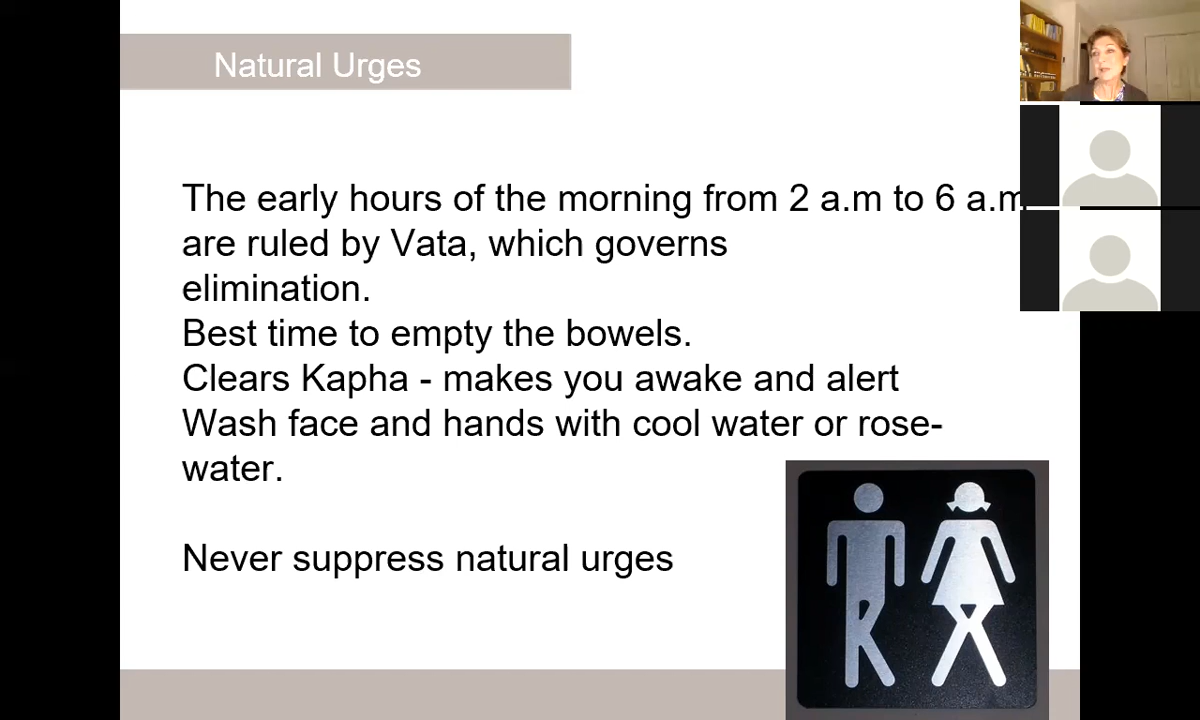 Natural Urges
The early hours of the morning from 2 a.m to 6 a.m
are ruled by Vata, which governs
elimination.
Best time to empty the bowels.
Clears Kapha - makes you awake and alert
Wash face and hands with cool water or rose-
water.
Never suppress natural urges